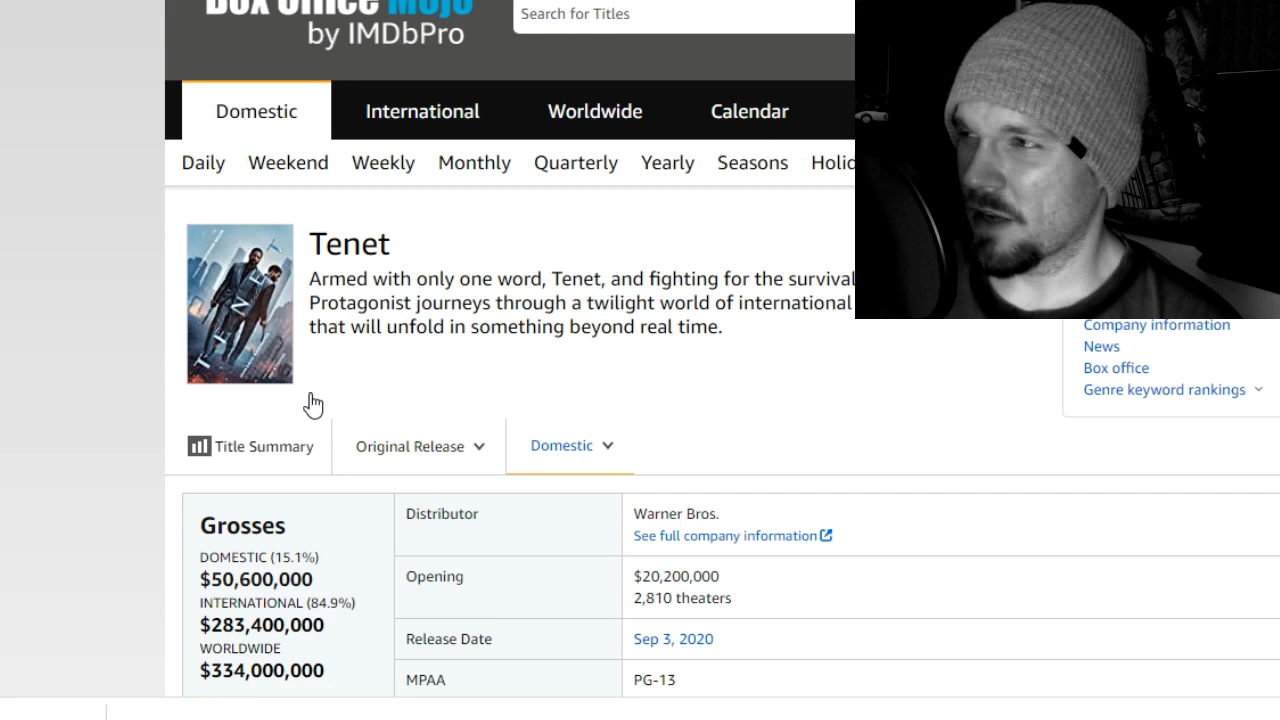 Box Office Mojo
by IMDbPro
Search for Titles
Domestic
International
Worldwide
Calendar
Daily
Weekend
Weekly
Monthly
Quarterly
Yearly
Seasons
Holid
TENET
Tenet
Armed with only one word, Tenet, and fighting for the survival
Protagonist journeys through a twilight world of international
that will unfold in something beyond real time.
Company information
News
Box office
Genre keyword rankings
Title Summary
Original Release
Domestic
Grosses
DOMESTIC (15.1%)
$50,600,000
INTERNATIONAL (84.9%)
$283,400,000
WORLDWIDE
$334,000,000
Distributor
Warner Bros.
See full company information
Opening
$20,200,000
2,810 theaters
Release Date
Sep 3, 2020
MPAA
PG-13